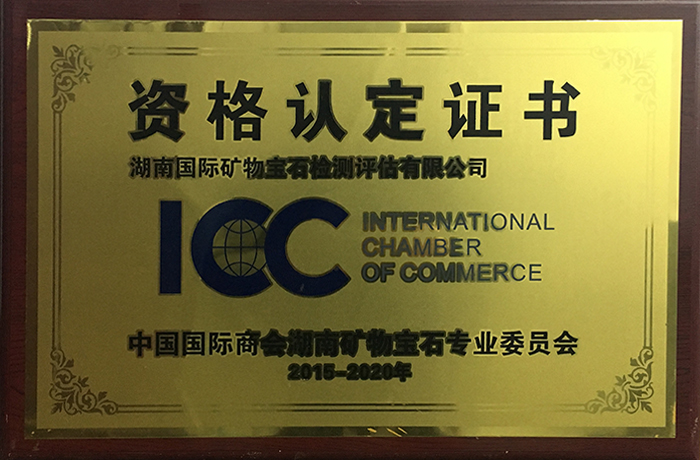 资格认定证书
湖南国际矿物宝石检测评估有限公司
ICC
INTERNATIONAL
CHAMBER
OF COMMERCE
中国国际商会湖南矿物宝石专业委员会
2015-2020年